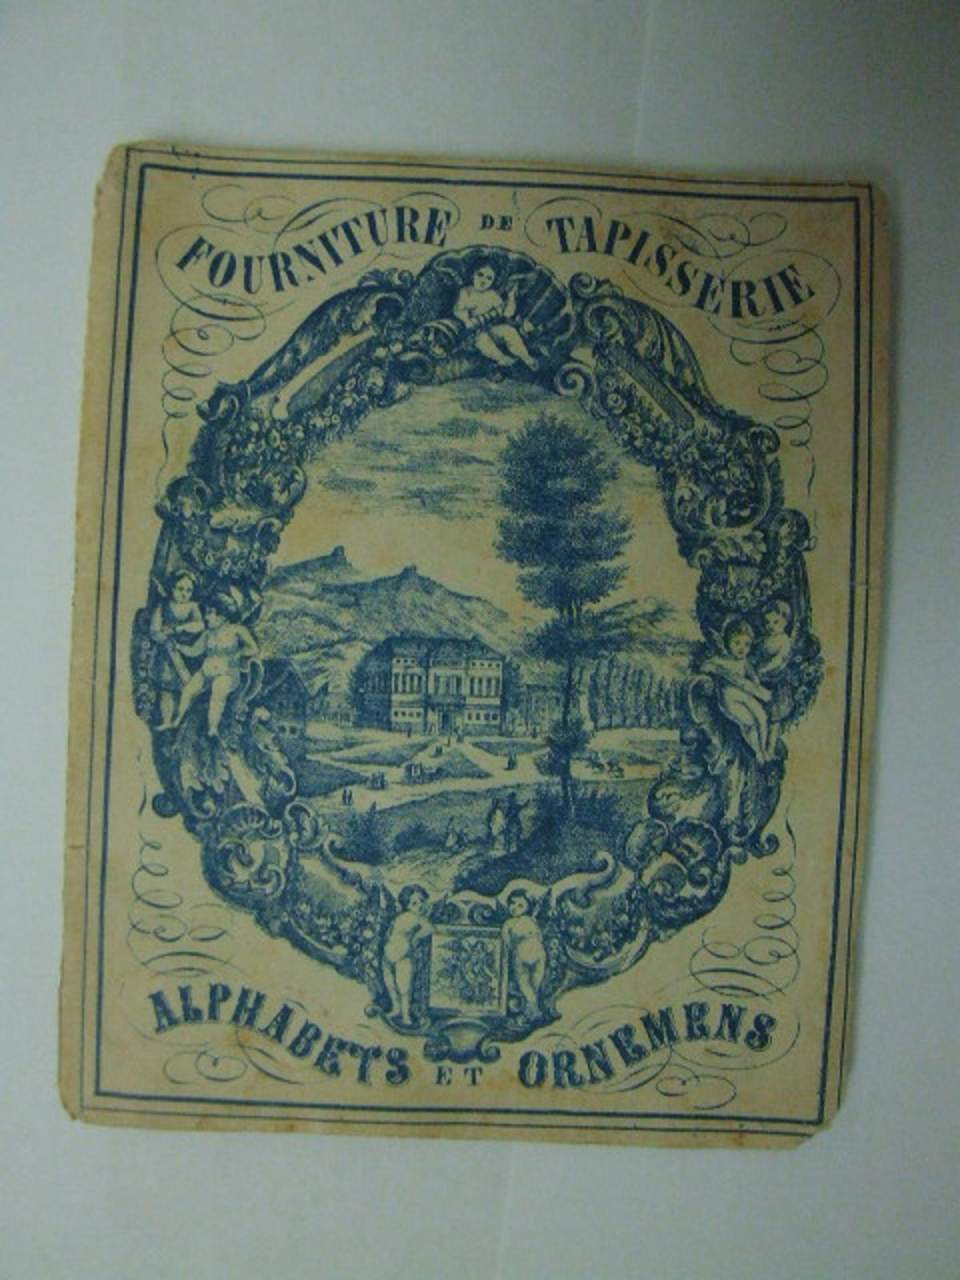 FOURNITURE DE TAPISSERIE
ALPHABETS ET ORNEMENS